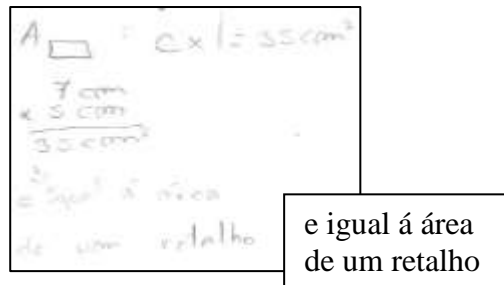 A ▭ = c x l = 35 cm²
7 cm
x 5 cm
35 cm²
e igual á área
de um retalho
e igual á área
de um retalho